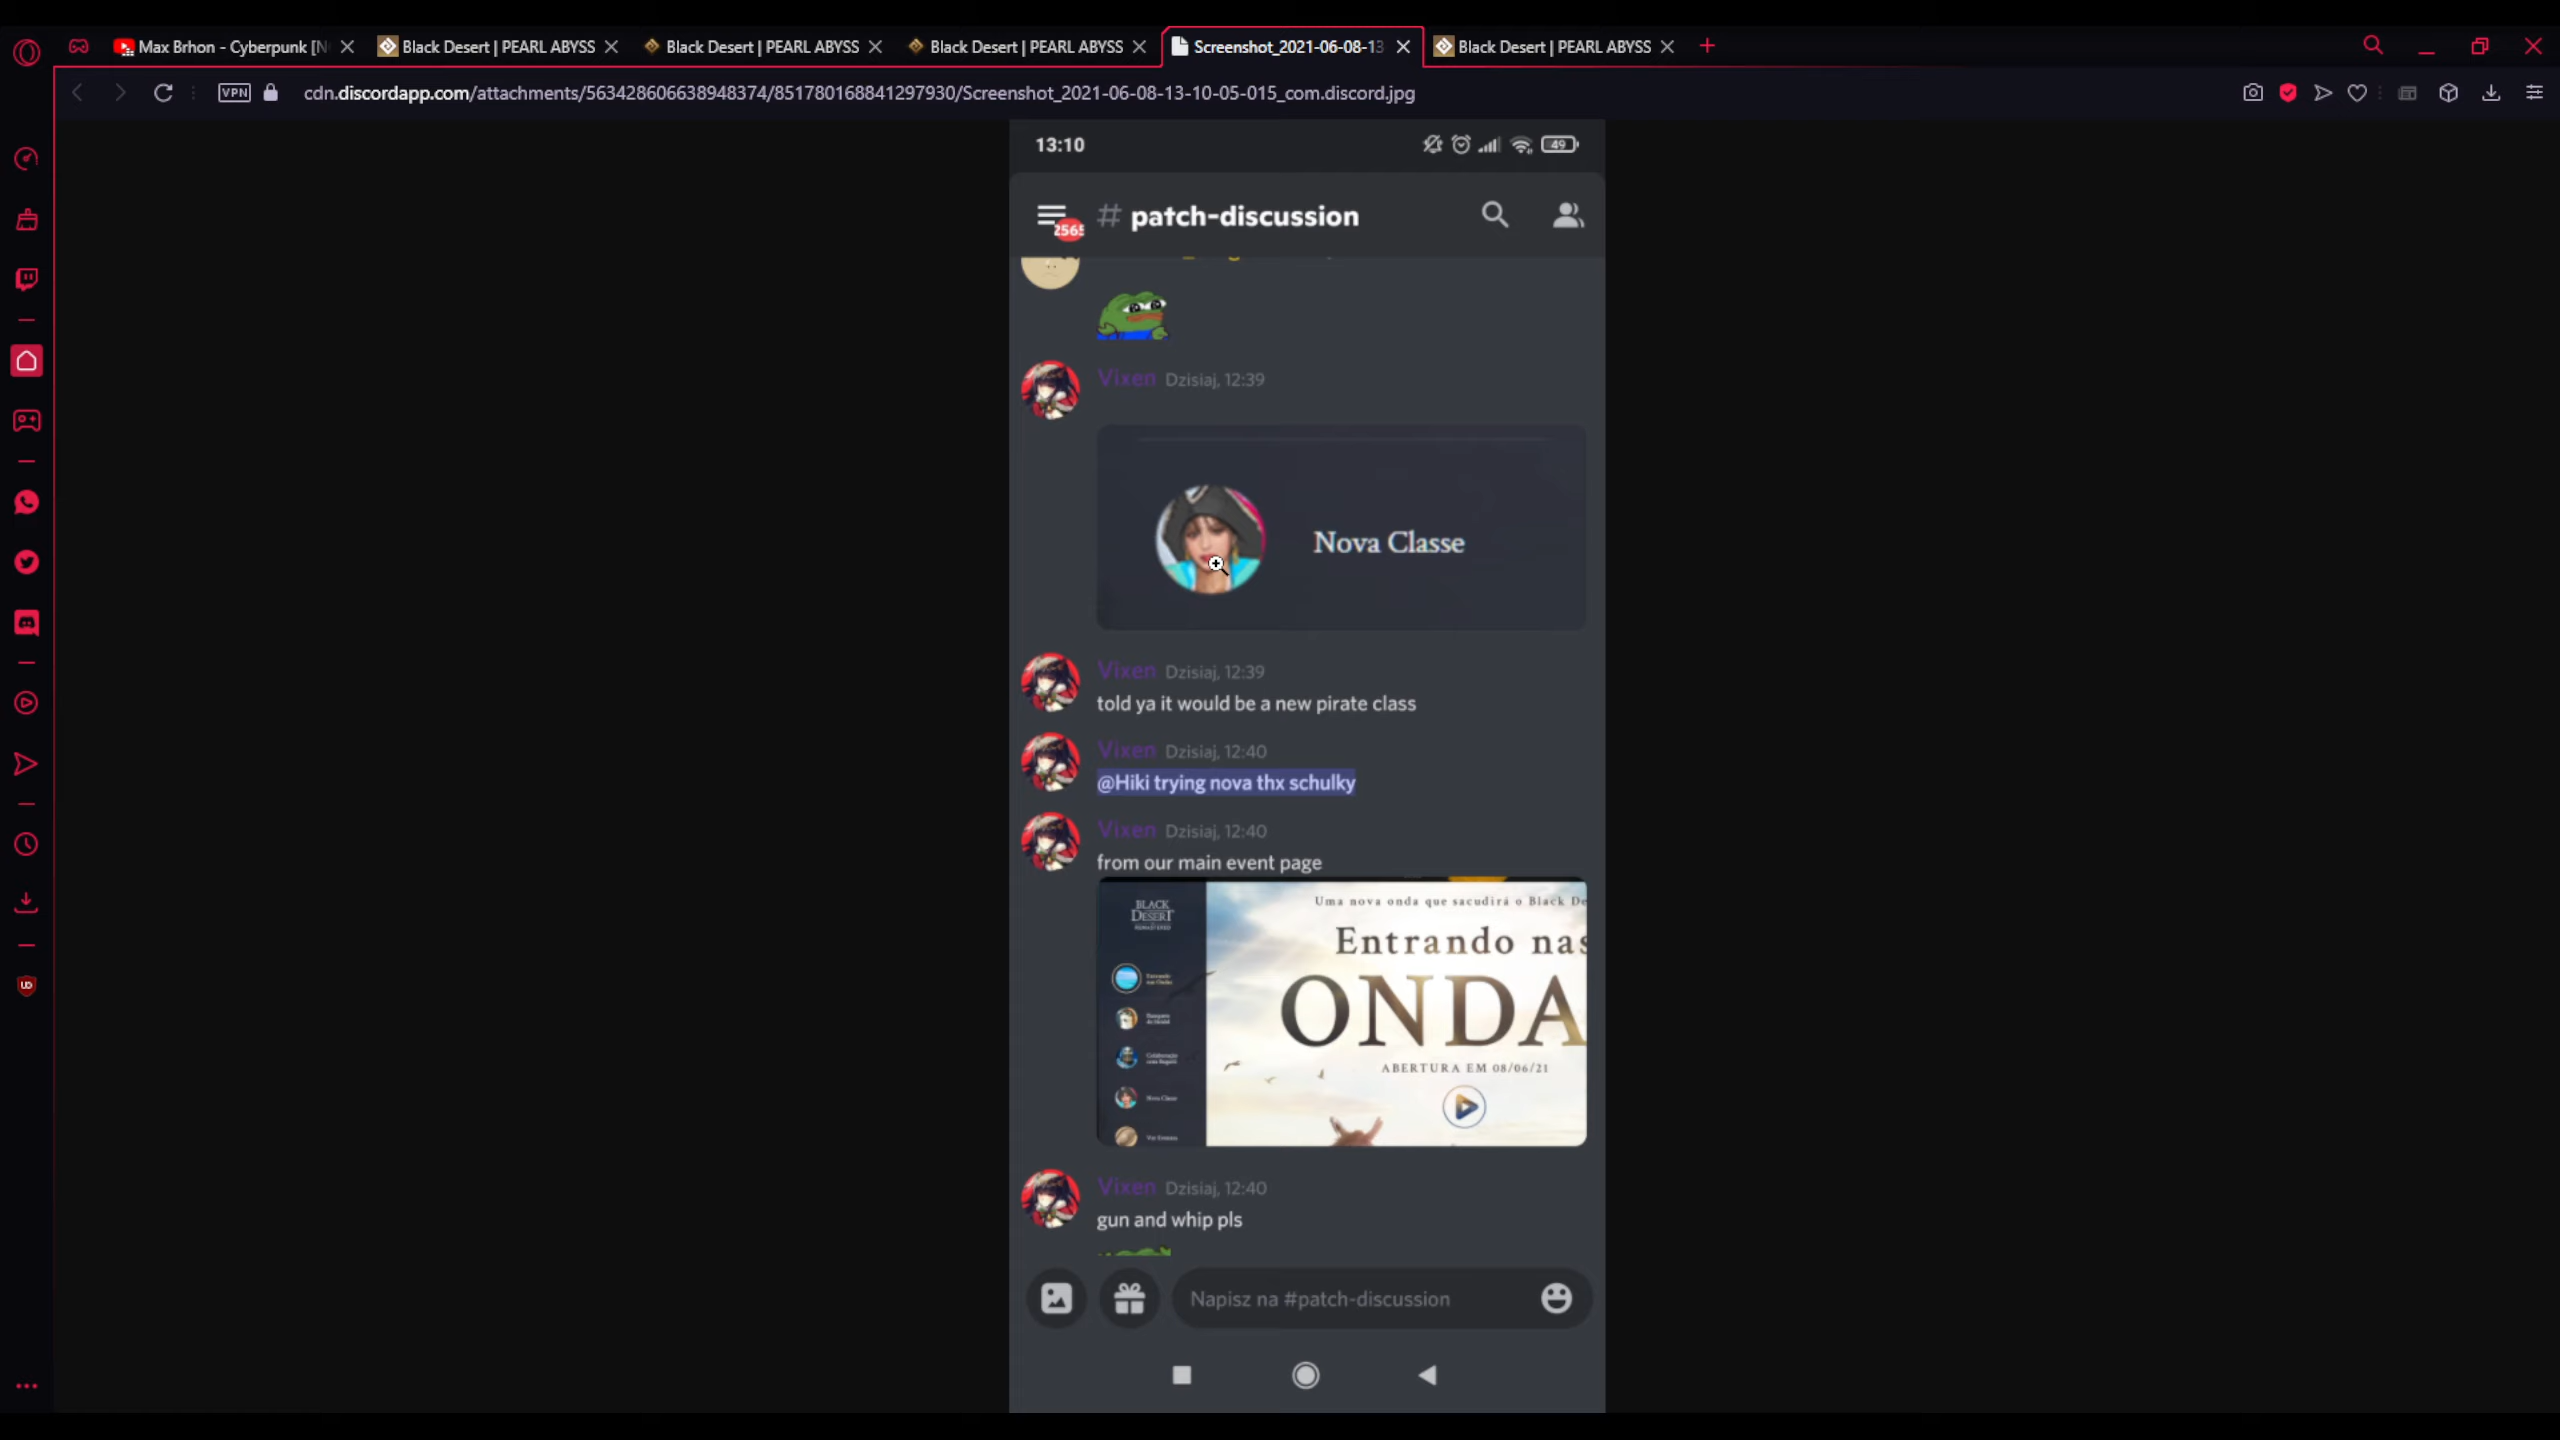 Max Brhon - Cyberpunk [N
Black Desert | PEARL ABYSS
Black Desert | PEARL ABYSS
Black Desert | PEARL ABYSS
Screenshot_2021-06-08-13
Black Desert | PEARL ABYSS
VPN
cdn.discordapp.com/attachments/563428606638948374/851780168841297930/Screenshot_2021-06-08-13-10-05-015_com.discord.jpg
13:10
49
# patch-discussion
Vixen Dzisiaj, 12:39
Nova Classe
Vixen Dzisiaj, 12:39
told ya it would be a new pirate class
Vixen Dzisiaj, 12:40
@Hiki trying nova thx schulky
Vixen Dzisiaj, 12:40
from our main event page
BLACK
DESERT
Uma nova onda que sacudirá o Black De
Entrando nas
ONDA
ABERTURA EM 08/06/21
Nova Classe
Vixen Dzisiaj, 12:40
gun and whip pls
Napisz na #patch-discussion